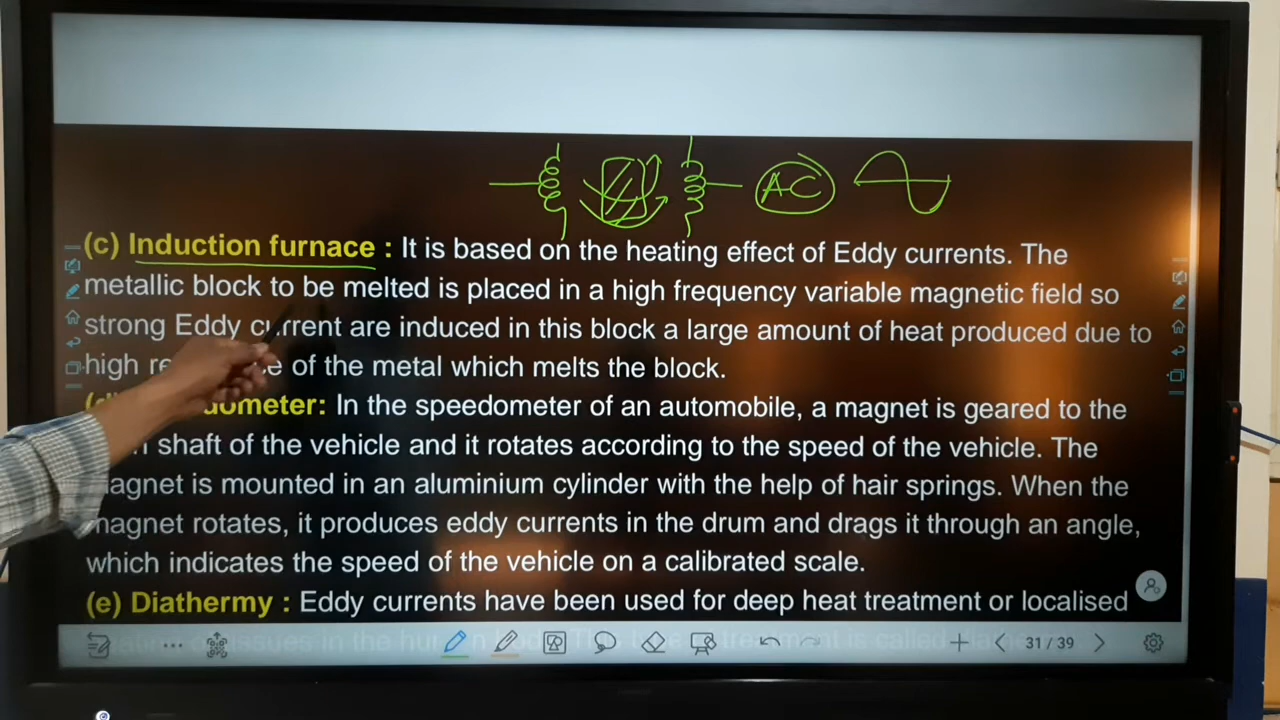 AC
(c) Induction furnace : It is based on the heating effect of Eddy currents. The
metallic block to be melted is placed in a high frequency variable magnetic field so
strong Eddy current are induced in this block a large amount of heat produced due to
high of the metal which melts the block.
In the speedometer of an automobile, a magnet is geared to the
shaft of the vehicle and it rotates according to the speed of the vehicle. The
magnet is mounted in an aluminium cylinder with the help of hair springs. When the
magnet rotates, it produces eddy currents in the drum and drags it through an angle,
which indicates the speed of the vehicle on a calibrated scale.
(e) Diathermy : Eddy currents have been used for deep heat treatment or localised
31 / 39